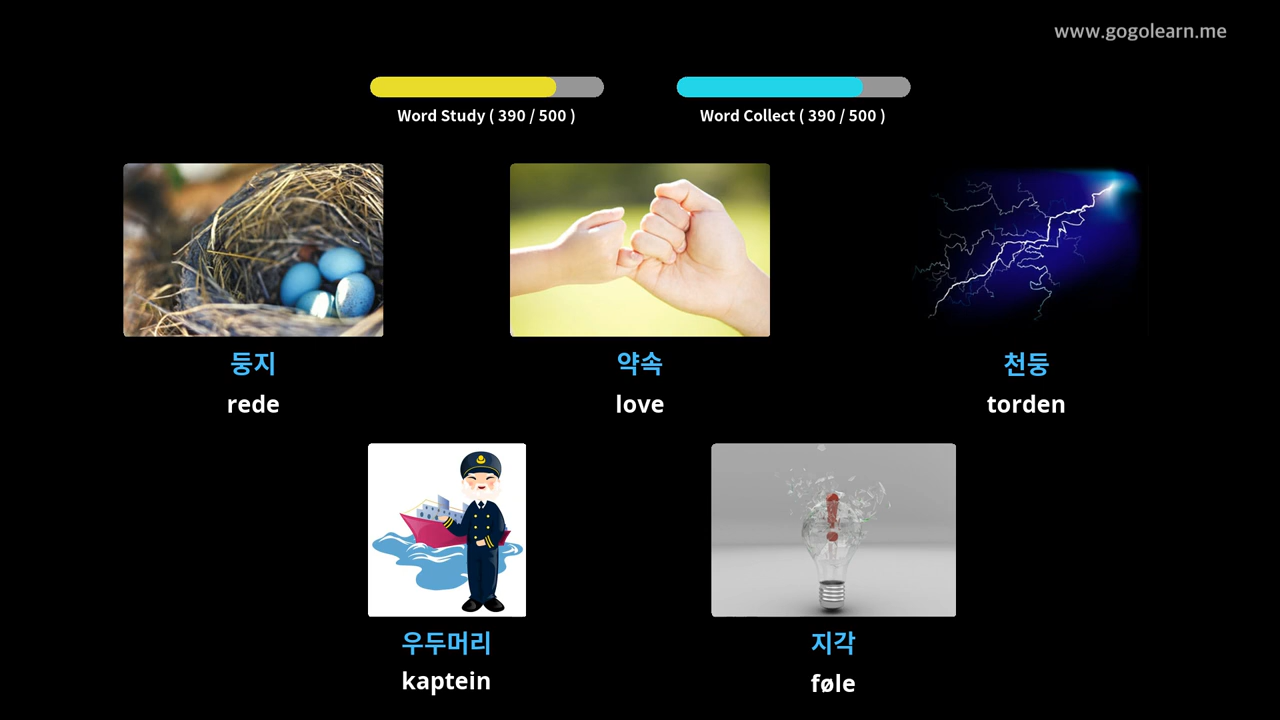 www.gogolearn.me
Word Study ( 390 / 500 )
Word Collect ( 390 / 500 )
둥지
rede
약속
love
천둥
torden
우두머리
kaptein
지각
føle